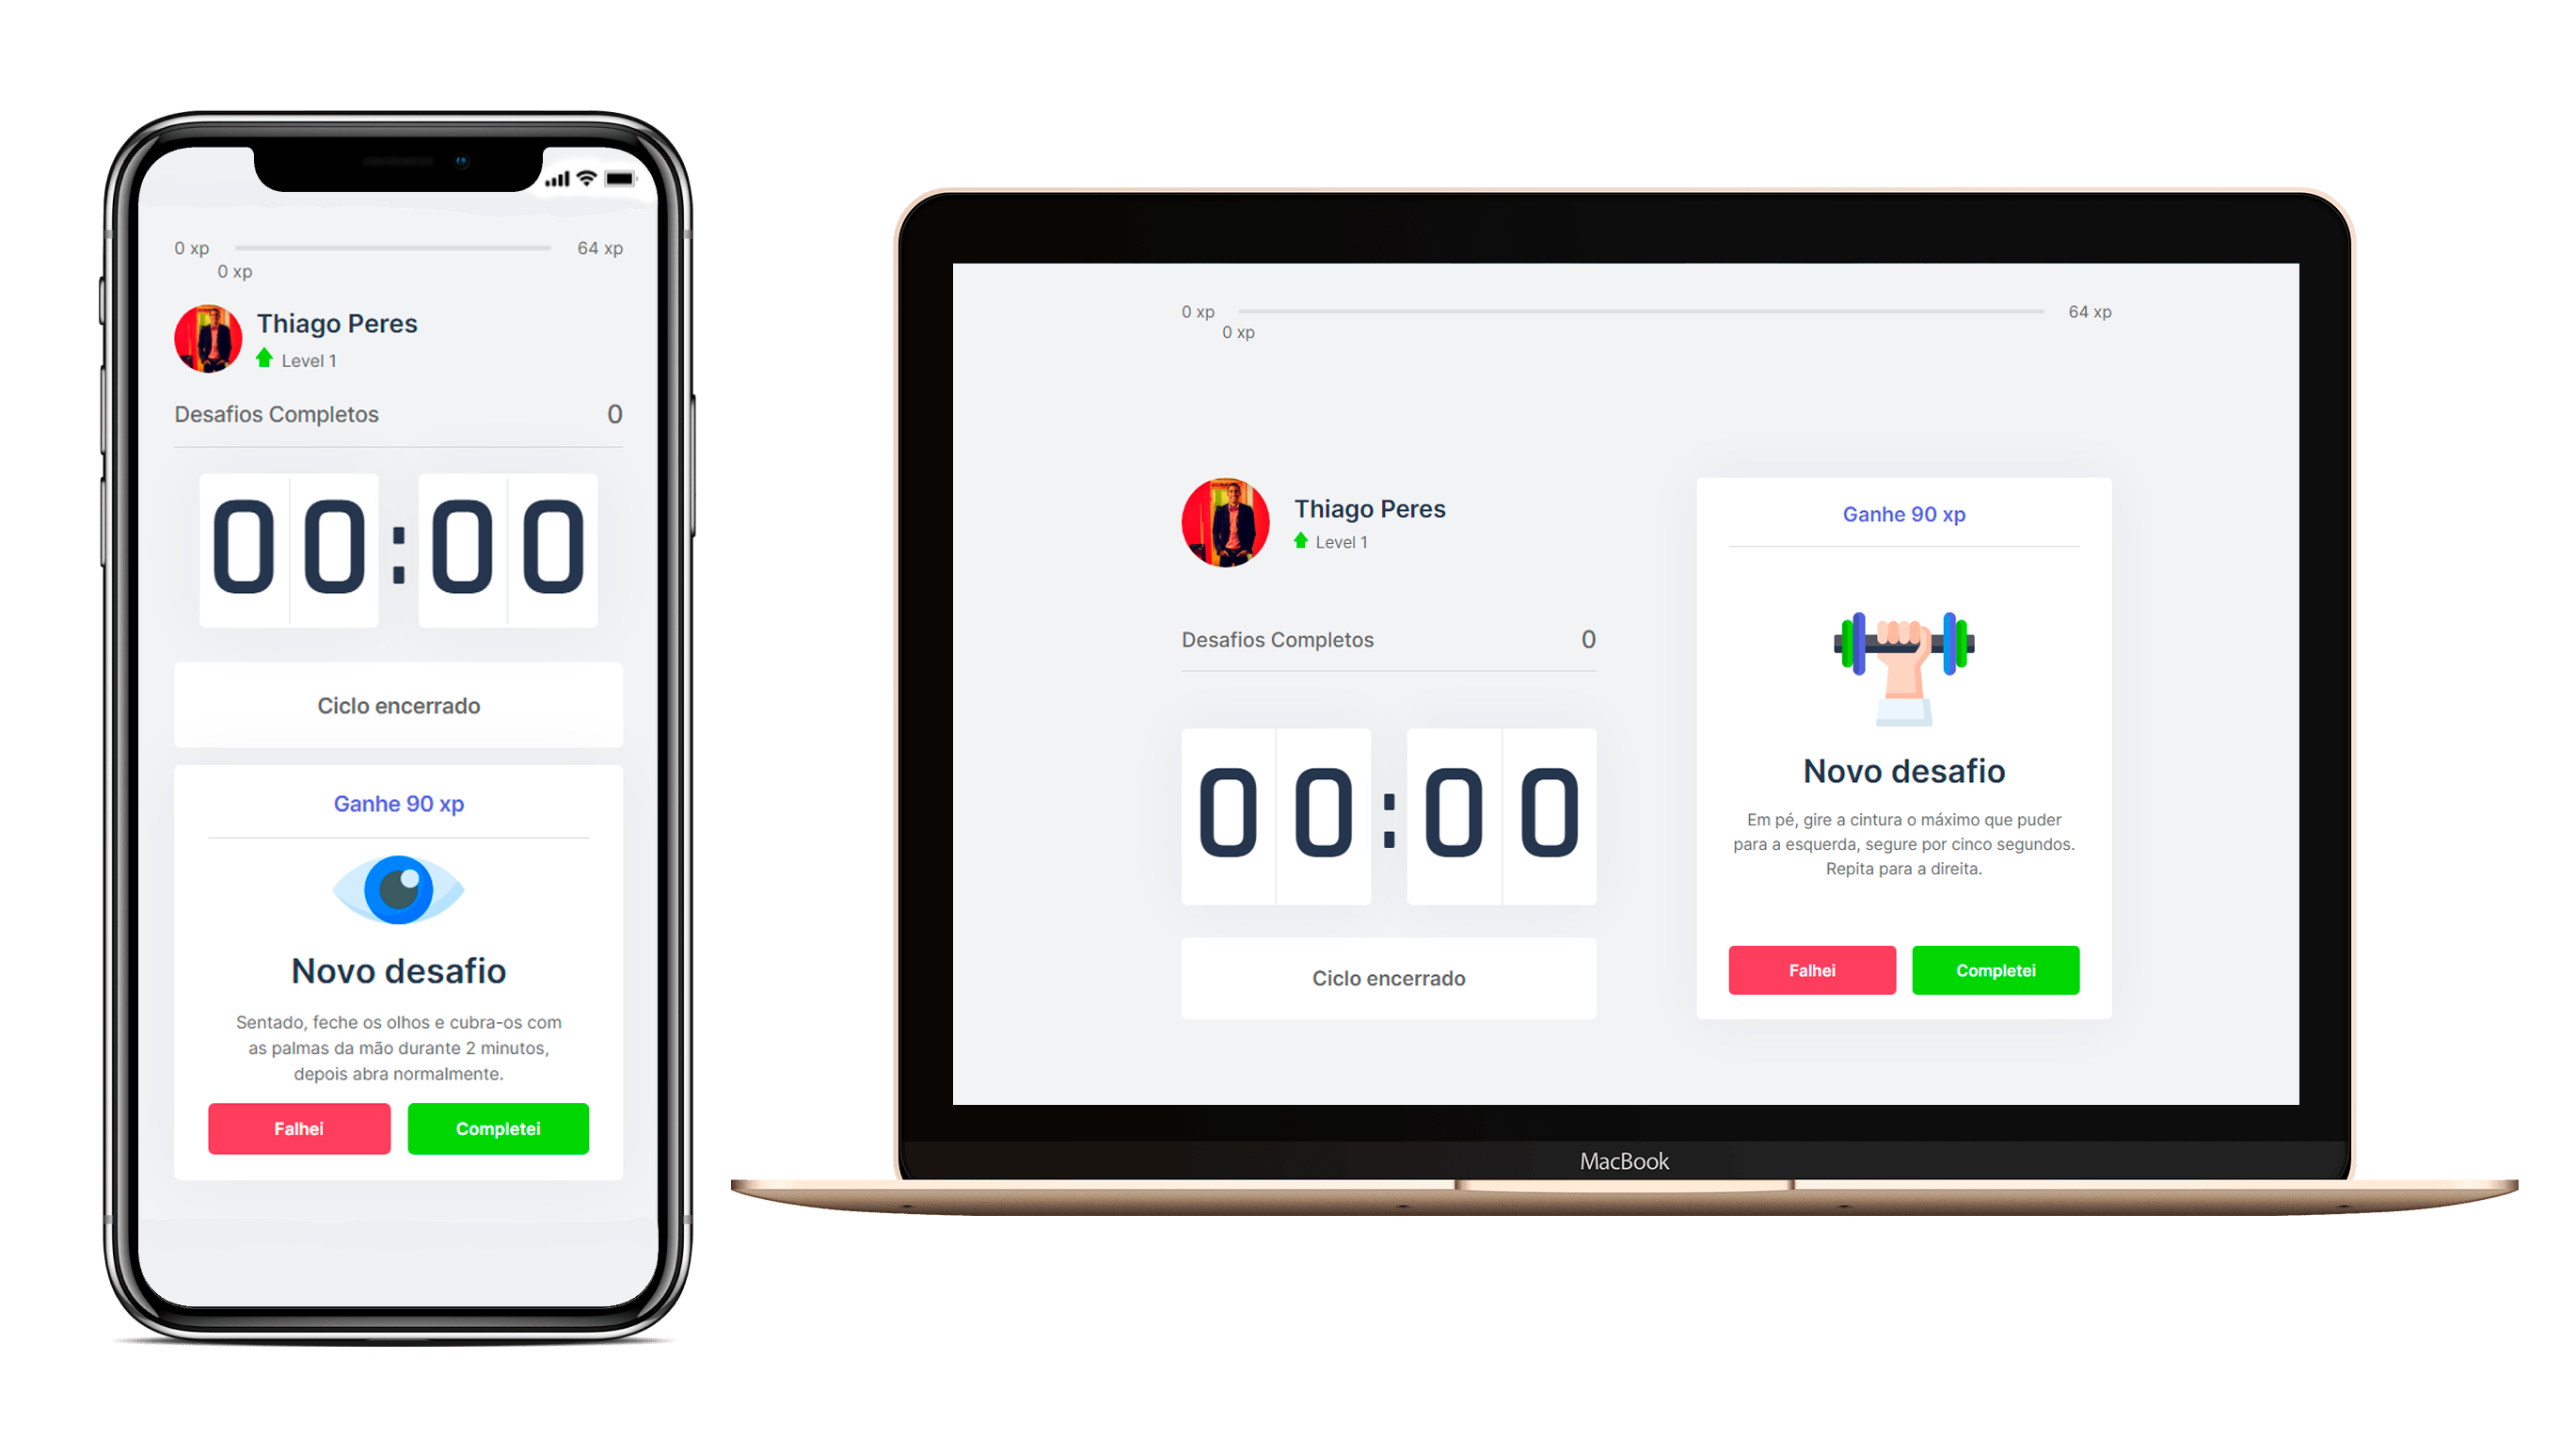 0 xp
64 xp
0 xp
Thiago Peres
Level 1
Desafios Completos
0
00:00
Ciclo encerrado
Ganhe 90 xp
Novo desafio
Sentado, feche os olhos e cubra-os com
as palmas da mão durante 2 minutos,
depois abra normalmente.
Falhei
Completei
0 xp
64 xp
0 xp
Thiago Peres
Level 1
Desafios Completos
0
00:00
Ciclo encerrado
Ganhe 90 xp
Novo desafio
Em pé, gire a cintura o máximo que puder
para a esquerda, segure por cinco segundos.
Repita para a direita.
Falhei
Completei
MacBook